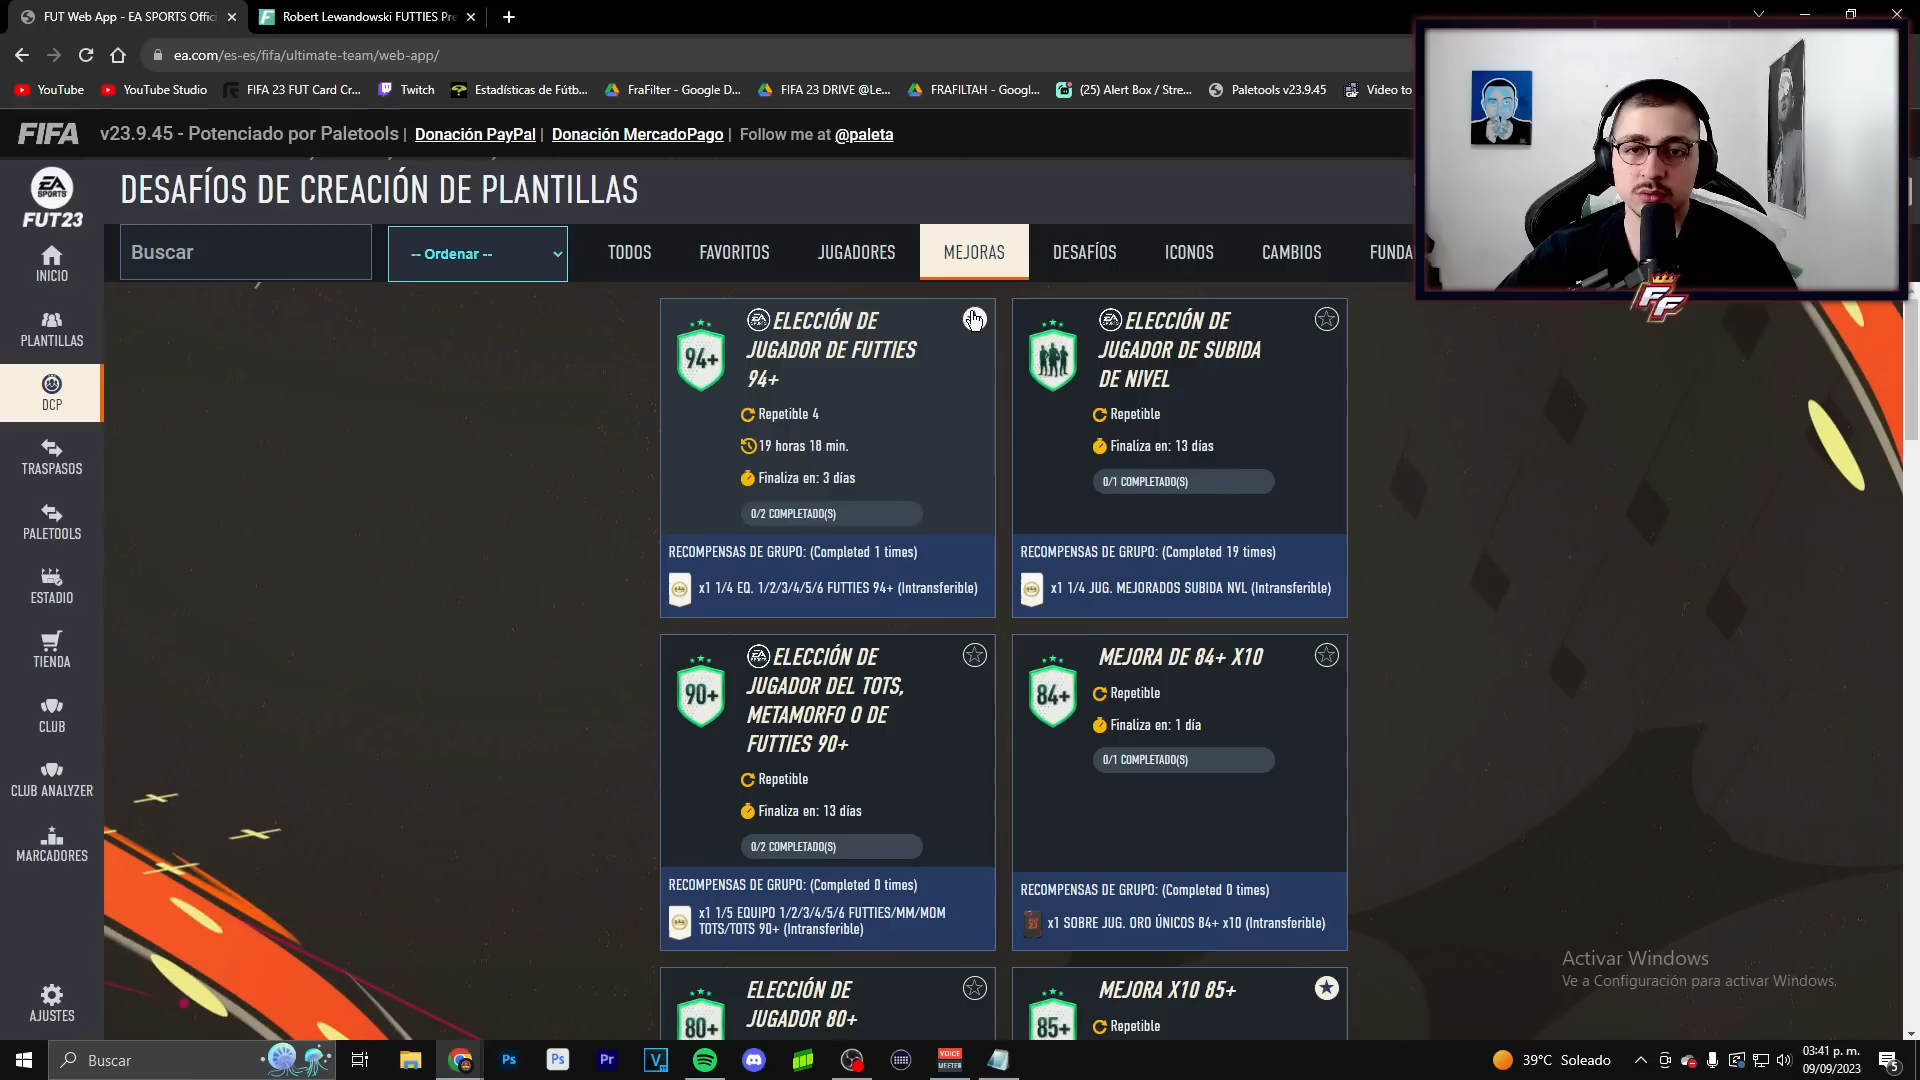 FUT Web App - EA SPORTS Offici
Robert Lewandowski FUTTIES Pre
ea.com/es-es/fifa/ultimate-team/web-app/
YouTube
YouTube Studio
FIFA 23 FUT Card Cr...
Twitch
Estadísticas de Fútb...
FraFilter - Google D...
FIFA 23 DRIVE @Le...
FRAFILTAH - Googl...
(25) Alert Box / Stre...
Paletools v23.9.45
Video to
FIFA v23.9.45 - Potenciado por Paletools | Donación PayPal | Donación MercadoPago | Follow me at @paleta
EA SPORTS
FUT23
DESAFÍOS DE CREACIÓN DE PLANTILLAS
Buscar
-- Ordenar --
TODOS
FAVORITOS
JUGADORES
MEJORAS
DESAFÍOS
ICONOS
CAMBIOS
FUNDA
INICIO
PLANTILLAS
DCP
TRASPASOS
PALETOOLS
ESTADIO
TIENDA
CLUB
CLUB ANALYZER
MARCADORES
AJUSTES
94+
ELECCIÓN DE
JUGADOR DE FUTTIES
94+
Repetible 4
19 horas 18 min.
Finaliza en: 3 días
0/2 COMPLETADO(S)
RECOMPENSAS DE GRUPO: (Completed 1 times)
x1 1/4 EQ. 1/2/3/4/5/6 FUTTIES 94+ (Intransferible)
ELECCIÓN DE
JUGADOR DE SUBIDA
DE NIVEL
Repetible
Finaliza en: 13 días
0/1 COMPLETADO(S)
RECOMPENSAS DE GRUPO: (Completed 19 times)
x1 1/4 JUG. MEJORADOS SUBIDA NVL (Intransferible)
90+
ELECCIÓN DE
JUGADOR DEL TOTS,
METAMORFO O DE
FUTTIES 90+
Repetible
Finaliza en: 13 días
0/2 COMPLETADO(S)
RECOMPENSAS DE GRUPO: (Completed 0 times)
x1 1/5 EQUIPO 1/2/3/4/5/6 FUTTIES/MM/MOM
TOTS/TOTS 90+ (Intransferible)
84+
MEJORA DE 84+ X10
Repetible
Finaliza en: 1 día
0/1 COMPLETADO(S)
RECOMPENSAS DE GRUPO: (Completed 0 times)
x1 SOBRE JUG. ORO ÚNICOS 84+ x10 (Intransferible)
80+
ELECCIÓN DE
JUGADOR 80+
85+
MEJORA X10 85+
Repetible
FF
Activar Windows
Ve a Configuración para activar Windows.
Buscar
Ps
Ps
Pr
V
VOICE
MEETER
39°C Soleado
03:41 p. m.
09/09/2023
5